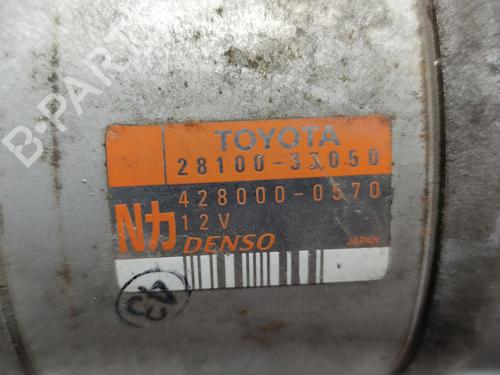 B-PARTS
TOYOTA
28100-33050
428000-0570
Nカ 12V
DENSO JAPAN